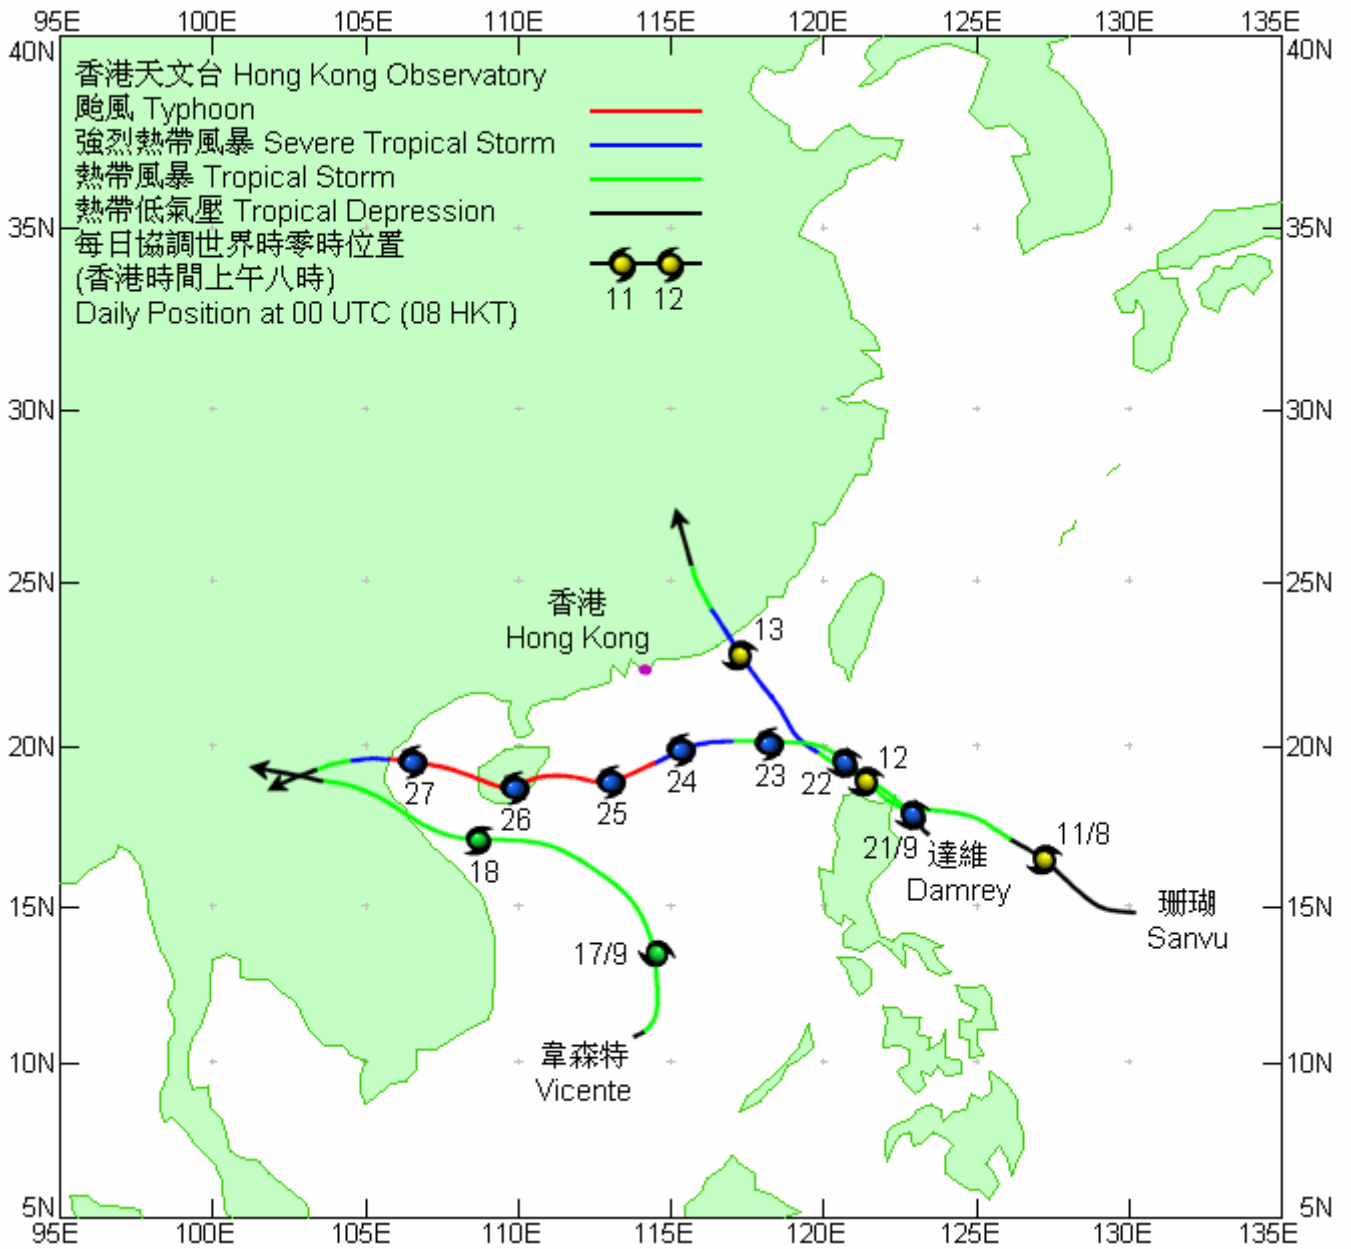 95E 100E 105E 110E 115E 120E 125E 130E 135E
40N 40N
香港天文台 Hong Kong Observatory
颱風 Typhoon
強烈熱帶風暴 Severe Tropical Storm
熱帶風暴 Tropical Storm
熱帶低氣壓 Tropical Depression
35N 35N
每日協調世界時零時位置
(香港時間上午八時)
11 12
Daily Position at 00 UTC (08 HKT)
30N 30N
25N 25N
香港
Hong Kong
13
20N 20N
27 26 25 24 23 22 12
21/9
達維
Damrey
11/8
18
15N 15N
珊瑚
Sanvu
17/9
韋森特
Vicente
10N 10N
5N 5N
95E 100E 105E 110E 115E 120E 125E 130E 135E